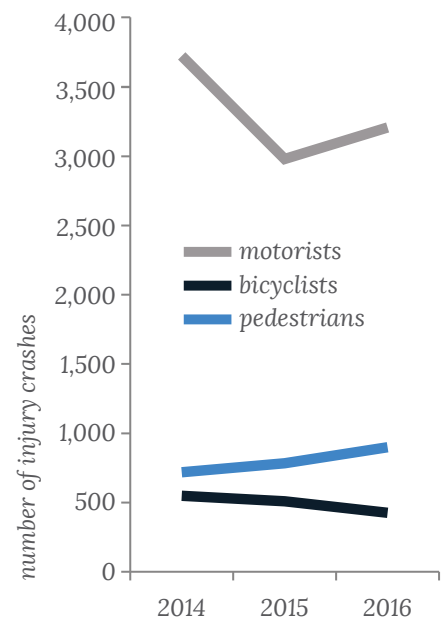 4,000
3,500
3,000
2,500
2,000
1,500
1,000
500
0
number of injury crashes
motorists
bicyclists
pedestrians
2014 2015 2016